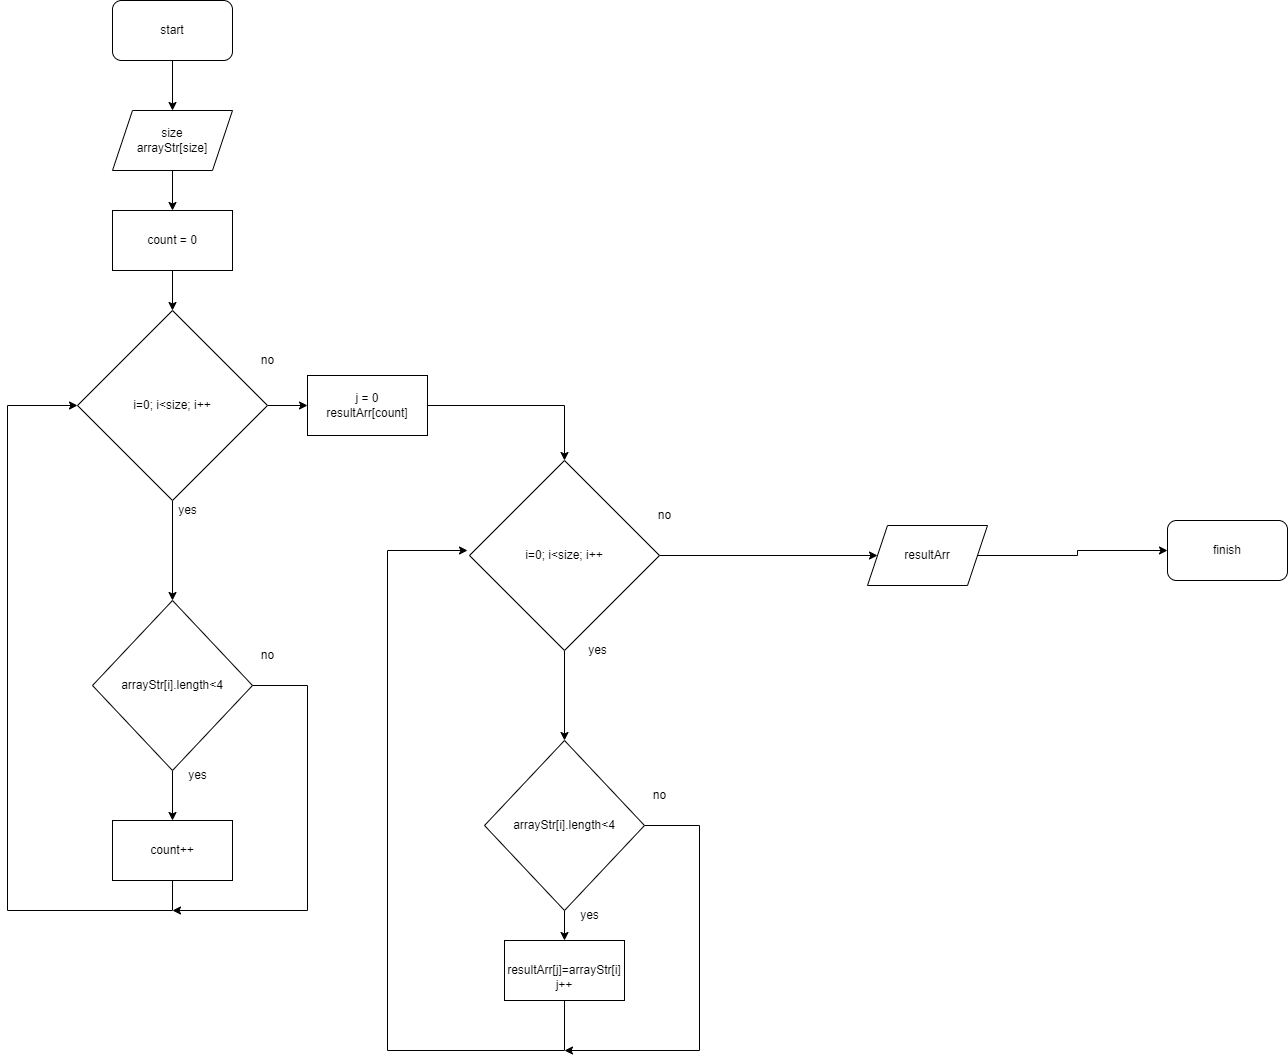 start
size
arrayStr[size]
count = 0
i=0; i<size; i++
no
yes
j = 0
resultArr[count]
arrayStr[i].length<4
no
yes
count++
i=0; i<size; i++
no
yes
arrayStr[i].length<4
no
yes
resultArr[j]=arrayStr[i]
j++
resultArr
finish